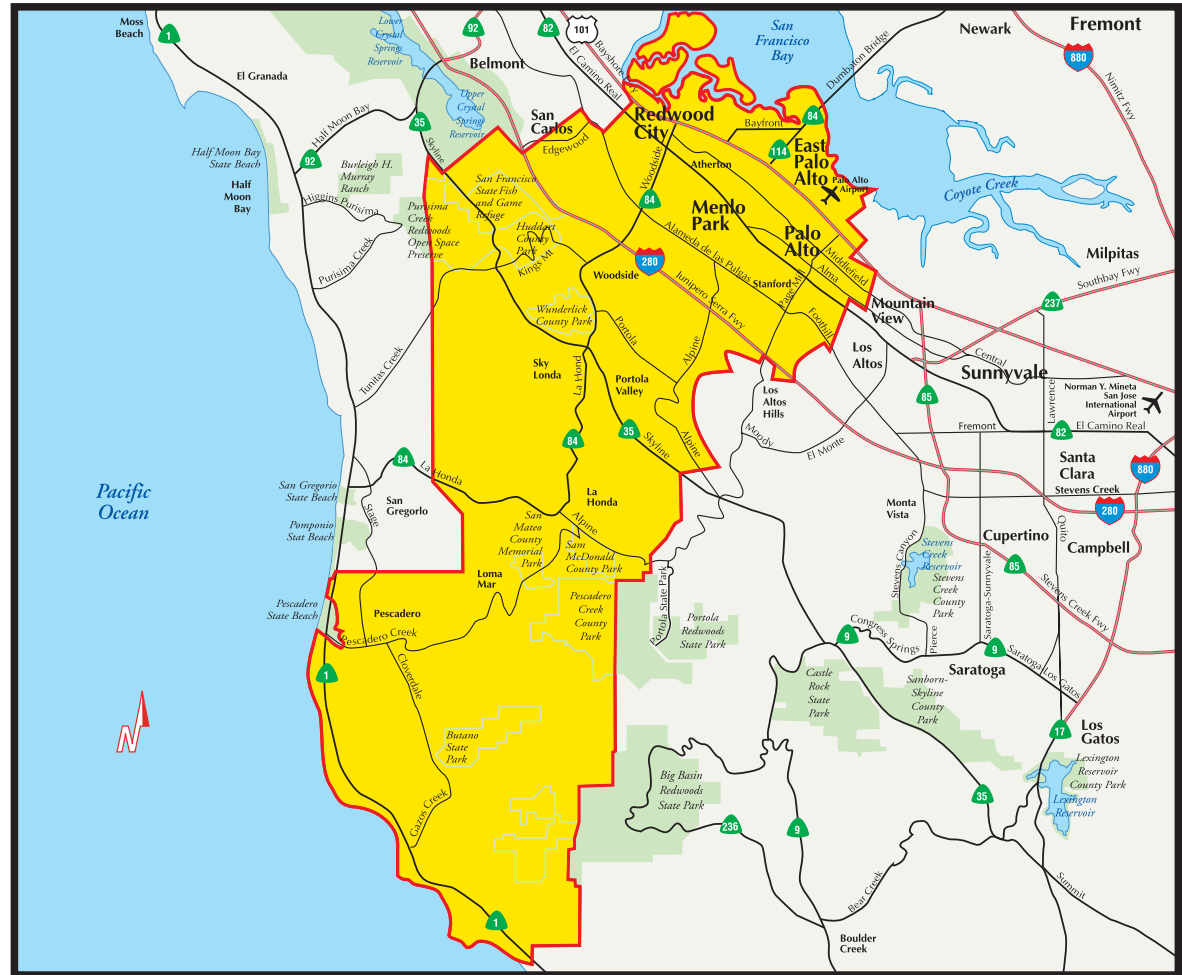 Moss
Beach
1
Lower
Crystal
Springs
Reservoir
92
82
101
El Camino Real
San
Francisco
Bay
Dumbaton Bridge
Newark
Fremont
880
Nimitz Fwy
El Granada
Belmont
Upper
Crystal
Springs
Reservoir
Half Moon Bay
35
Skyline
San
Carlos
Edgewood
Redwood
City
Bayfront
84
114
East
Palo
Alto
Palo Alto
Airport
Half Moon Bay
State Beach
92
Burleigh H.
Murray
Ranch
Half
Moon
Bay
Higgins Purisima
Purisima
Creek
Redwoods
Open Space
Preserve
Purisima Creek
San Francisco
State Fish
and Game
Refuge
Huddart
County
Park
Kings Mt
Woodside
84
Atherton
Menlo
Park
Palo
Alto
Coyote Creek
Milpitas
Southbay Fwy
237
Alameda de las Pulgas
280
Junipero Serra Fwy
Woodside
Stanford
Page Mill
Middlefield
Alma
Foothill
Mountain
View
Wunderlick
County Park
Portola
Alpine
Tunitas Creek
Sky
Londa
La Hond
Portola
Valley
Los
Altos
Central
Sunnyvale
Norman Y. Mineta
San Jose
International
Airport
Lawrence
85
Los
Altos
Hills
Moody
El Monte
Fremont
82
El Camino Real
84
35
Skyline
Alpine
84
La Honda
San Gregorio
State Beach
San
Gregorlo
Stage
Pomponio
Stat Beach
La
Honda
Alpine
Santa
Clara
880
Stevens Creek
280
Monta
Vista
Pacific
Ocean
San
Mateo
County
Memorial
Park
Sam
McDonald
County Park
Loma
Mar
Cupertino
Quito
Campbell
Stevens Canyon
Stevens
Creek
Reservoir
Stevens
Creek
County
Park
85
Stevens Creek Fwy
Saratoga-Sunnyvale
Pescadero
State Beach
Pescadero
Pescadero Creek
Pescadero
Creek
County
Park
Portola State Park
Portola
Redwoods
State Park
9
Congress Springs
Pierce
9
Saratoga
Saratoga Los Gatos
1
Cloverdale
Castle
Rock
State
Park
Sanborn-
Skyline
County
Park
N
Butano
State
Park
17
Los
Gatos
Lexington
Reservoir
County Park
Lexington
Reservoir
Big Basin
Redwoods
State Park
35
Gazos Creek
236
9
Bear Creek
Summit
1
Boulder
Creek